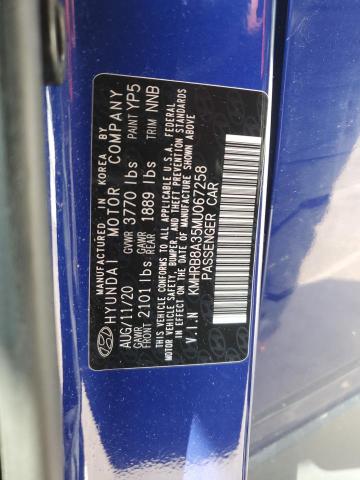 MANUFACTURED IN KOREA BY
HYUNDAI MOTOR COMPANY
AUG/11/20 GVWR 3770 lbs PAINT YP5
GAWR FRONT 2101 lbs GAWR REAR 1889 lbs TRIM NNB
THIS VEHICLE CONFORMS TO ALL APPLICABLE U.S.A. FEDERAL
MOTOR VEHICLE SAFETY, BUMPER, AND THEFT PREVENTION STANDARDS
IN EFFECT ON THE DATE OF MANUFACTURE SHOWN ABOVE.
V.I.N KMHRB8A35MU067258
PASSENGER CAR